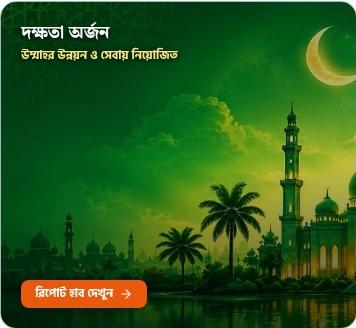 দক্ষতা অর্জন
উম্মাহর উন্নয়ন ও সেবায় নিয়োজিত
রিপোর্ট হাব দেখুন →